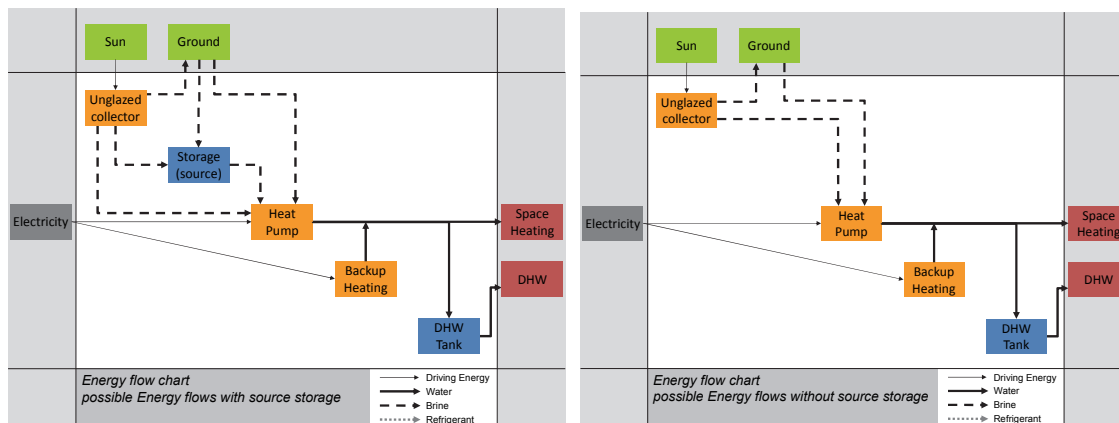 Sun
Ground
Unglazed
collector
Storage
(source)
Electricity
Heat
Pump
Space
Heating
Backup
Heating
DHW
DHW
Tank
Energy flow chart
possible Energy flows with source storage
Driving Energy
Water
Brine
Refrigerant
Sun
Ground
Unglazed
collector
Electricity
Heat
Pump
Space
Heating
Backup
Heating
DHW
DHW
Tank
Energy flow chart
possible Energy flows without source storage
Driving Energy
Water
Brine
Refrigerant